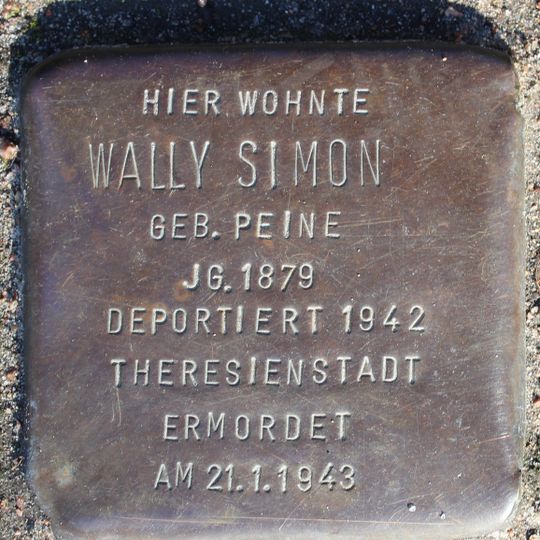 HIER WOHNTE
WALLY SIMON
GEB. PEINE
JG. 1879
DEPORTIERT 1942
THERESIENSTADT
ERMORDET
AM 21.1.1943